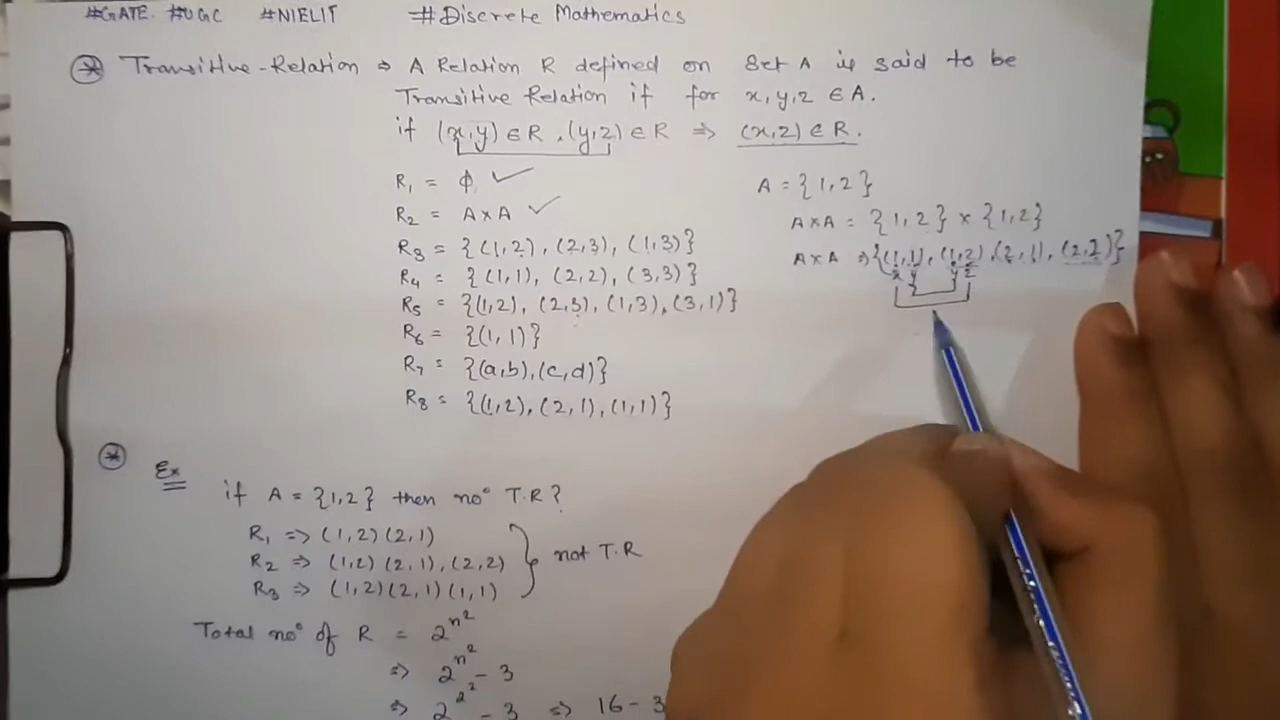 #GATE #UGC #NIELIT #Discrete Mathematics
* Transitive-Relation ⇒ A Relation R defined on Set A is said to be
Transitive Relation if for x,y,z ∈ A.
if (x,y) ∈ R , (y,z) ∈ R ⇒ (x,z) ∈ R.
R1 = ϕ ✓
R2 = A×A ✓
R3 = {(1,2), (2,3), (1,3)}
R4 = {(1,1), (2,2), (3,3)}
R5 = {(1,2), (2,3), (1,3), (3,1)}
R6 = {(1,1)}
R7 = {(a,b),(c,d)}
R8 = {(1,2), (2,1), (1,1)}
A = {1,2}
A×A = {1,2} × {1,2}
A×A ⇒ {(1,1), (1,2), (2,1), (2,2)}
x y y z
* Ex
if A = {1,2} then no° T.R?
R1 => (1,2)(2,1)
R2 => (1,2) (2,1), (2,2)
R3 => (1,2)(2,1)(1,1)
not T.R
Total no° of R = 2^n^2
⇒ 2^n^2 - 3
⇒ 2^2^2 - 3 ⇒ 16 - 3